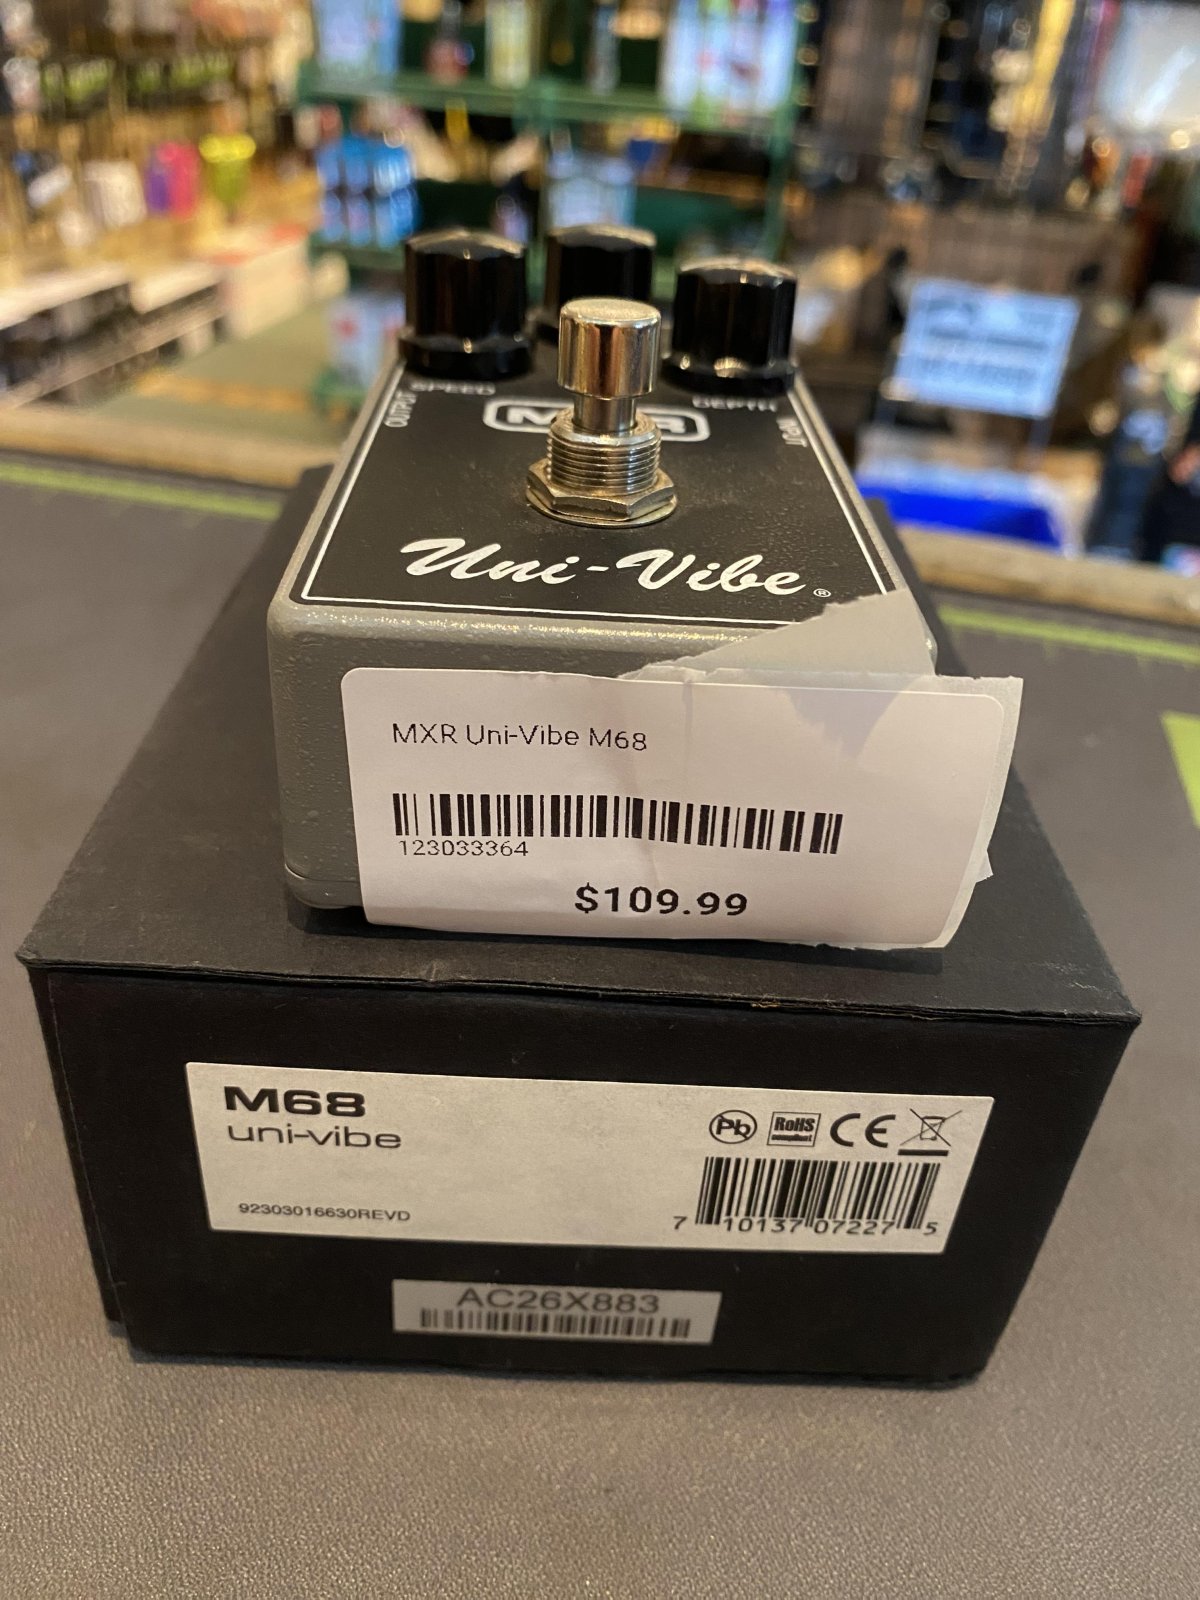 SPEED
DEPTH
OUTPUT
INPUT
Uni-Vibe®
MXR Uni-Vibe M68
123033364
$109.99
M68
uni-vibe
92303016630REVD
Pb
RoHS
compliant
CE
7 10137 07227 5
AC26X883